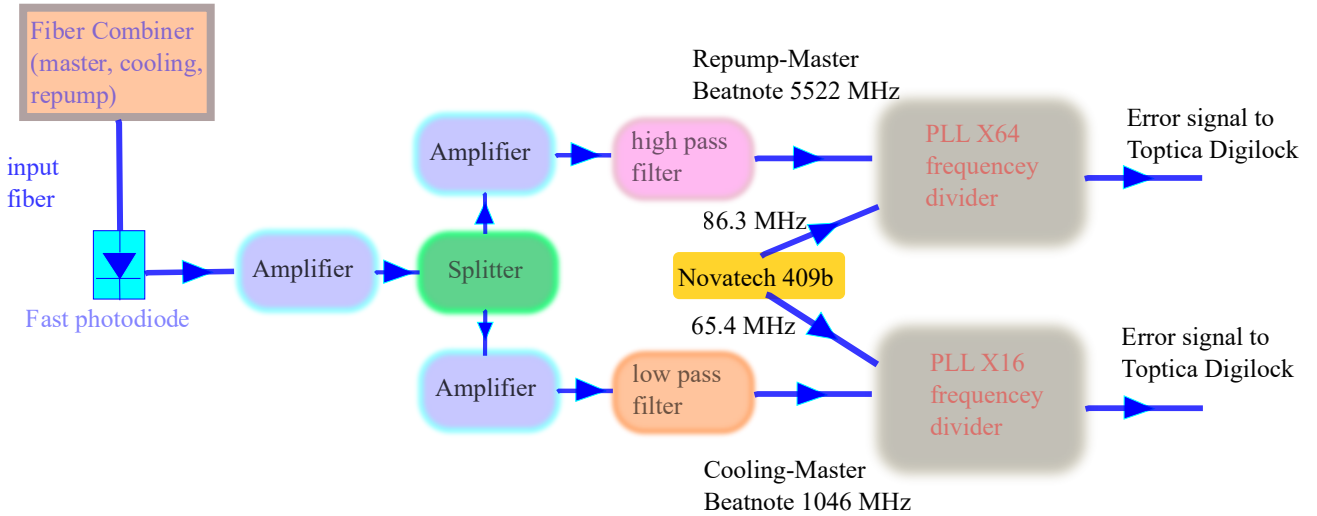 Fiber Combiner
(master, cooling,
repump)
input
fiber
Fast photodiode
Amplifier
Splitter
Amplifier
Amplifier
high pass
filter
low pass
filter
Repump-Master
Beatnote 5522 MHz
86.3 MHz
Novatech 409b
65.4 MHz
Cooling-Master
Beatnote 1046 MHz
PLL X64
frequencey
divider
PLL X16
frequencey
divider
Error signal to
Toptica Digilock
Error signal to
Toptica Digilock